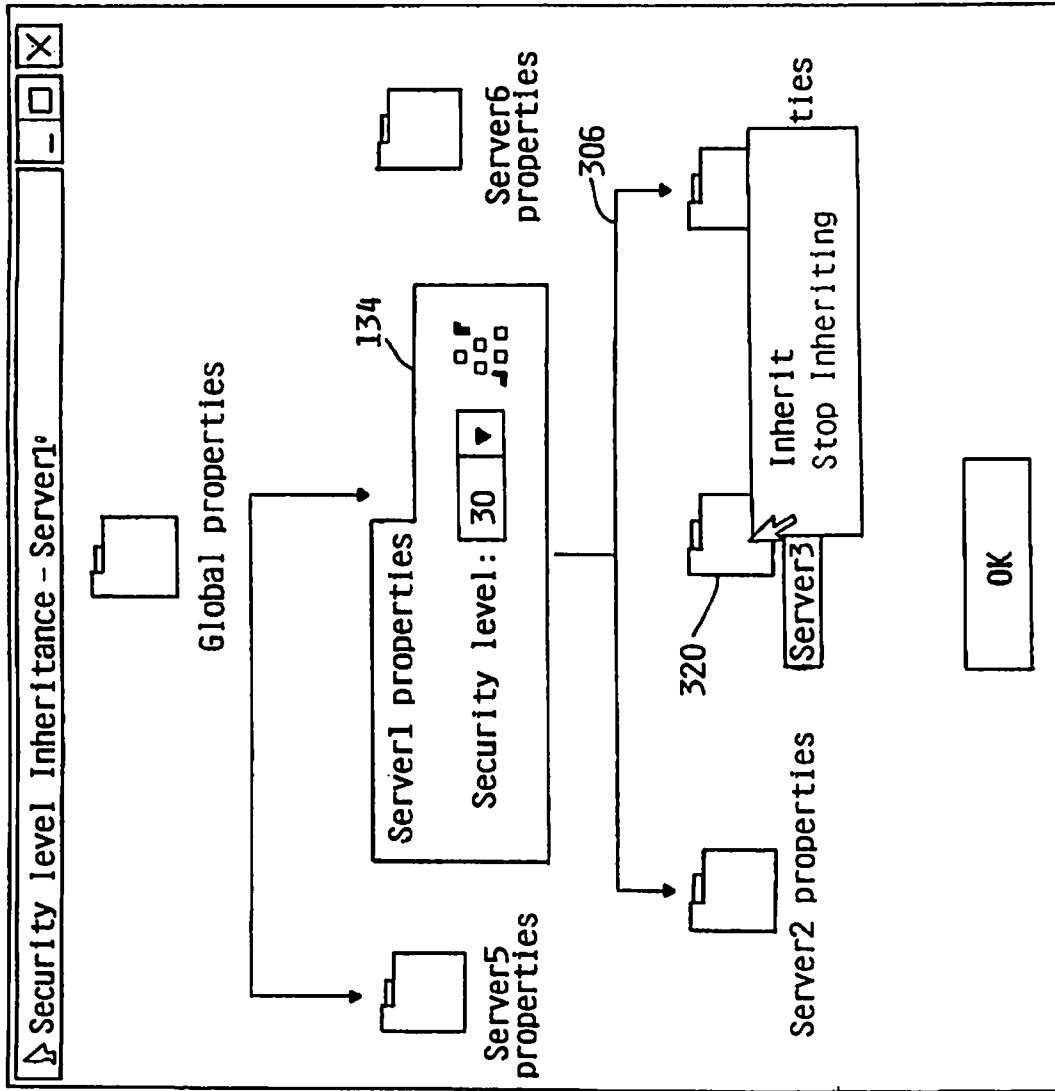 Security level Inheritance – Server1
Global properties
Server5
properties
Server1 properties
Security level: 30
134
Server6
properties
306
320
Server2 properties
Server3
ties
Inherit
Stop Inheriting
OK